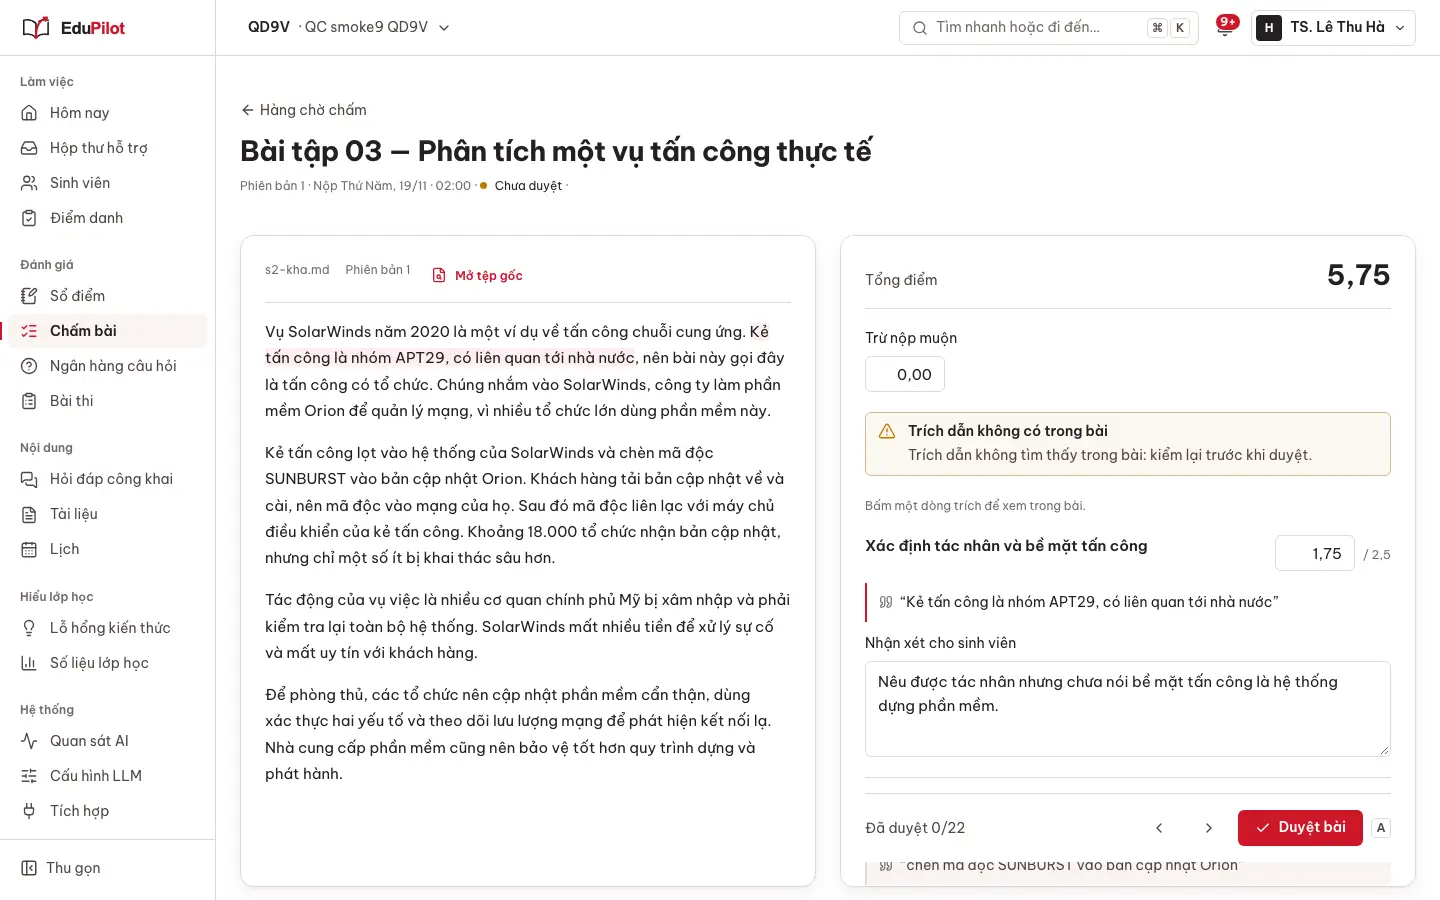 EduPilot
QD9V · QC smoke9 QD9V
Tìm nhanh hoặc đi đến...
⌘ K
9+
H TS. Lê Thu Hà
Làm việc
Hôm nay
Hộp thư hỗ trợ
Sinh viên
Điểm danh
Đánh giá
Sổ điểm
Chấm bài
Ngân hàng câu hỏi
Bài thi
Nội dung
Hỏi đáp công khai
Tài liệu
Lịch
Hiểu lớp học
Lỗ hổng kiến thức
Số liệu lớp học
Hệ thống
Quan sát AI
Cấu hình LLM
Tích hợp
Thu gọn
← Hàng chờ chấm
Bài tập 03 — Phân tích một vụ tấn công thực tế
Phiên bản 1 · Nộp Thứ Năm, 19/11 · 02:00 · Chưa duyệt ·
s2-kha.md Phiên bản 1 Mở tệp gốc
Vụ SolarWinds năm 2020 là một ví dụ về tấn công chuỗi cung ứng. Kẻ
tấn công là nhóm APT29, có liên quan tới nhà nước, nên bài này gọi đây
là tấn công có tổ chức. Chúng nhắm vào SolarWinds, công ty làm phần
mềm Orion để quản lý mạng, vì nhiều tổ chức lớn dùng phần mềm này.
Kẻ tấn công lọt vào hệ thống của SolarWinds và chèn mã độc
SUNBURST vào bản cập nhật Orion. Khách hàng tải bản cập nhật về và
cài, nên mã độc vào mạng của họ. Sau đó mã độc liên lạc với máy chủ
điều khiển của kẻ tấn công. Khoảng 18.000 tổ chức nhận bản cập nhật,
nhưng chỉ một số ít bị khai thác sâu hơn.
Tác động của vụ việc là nhiều cơ quan chính phủ Mỹ bị xâm nhập và phải
kiểm tra lại toàn bộ hệ thống. SolarWinds mất nhiều tiền để xử lý sự cố
và mất uy tín với khách hàng.
Để phòng thủ, các tổ chức nên cập nhật phần mềm cẩn thận, dùng
xác thực hai yếu tố và theo dõi lưu lượng mạng để phát hiện kết nối lạ.
Nhà cung cấp phần mềm cũng nên bảo vệ tốt hơn quy trình dựng và
phát hành.
Tổng điểm 5,75
Trừ nộp muộn
0,00
Trích dẫn không có trong bài
Trích dẫn không tìm thấy trong bài: kiểm lại trước khi duyệt.
Bấm một dòng trích để xem trong bài.
Xác định tác nhân và bề mặt tấn công 1,75 / 2,5
“Kẻ tấn công là nhóm APT29, có liên quan tới nhà nước”
Nhận xét cho sinh viên
Nêu được tác nhân nhưng chưa nói bề mặt tấn công là hệ thống
dựng phần mềm.
Đã duyệt 0/22 Duyệt bài A
“chèn mã độc SUNBURST vào bản cập nhật Orion”